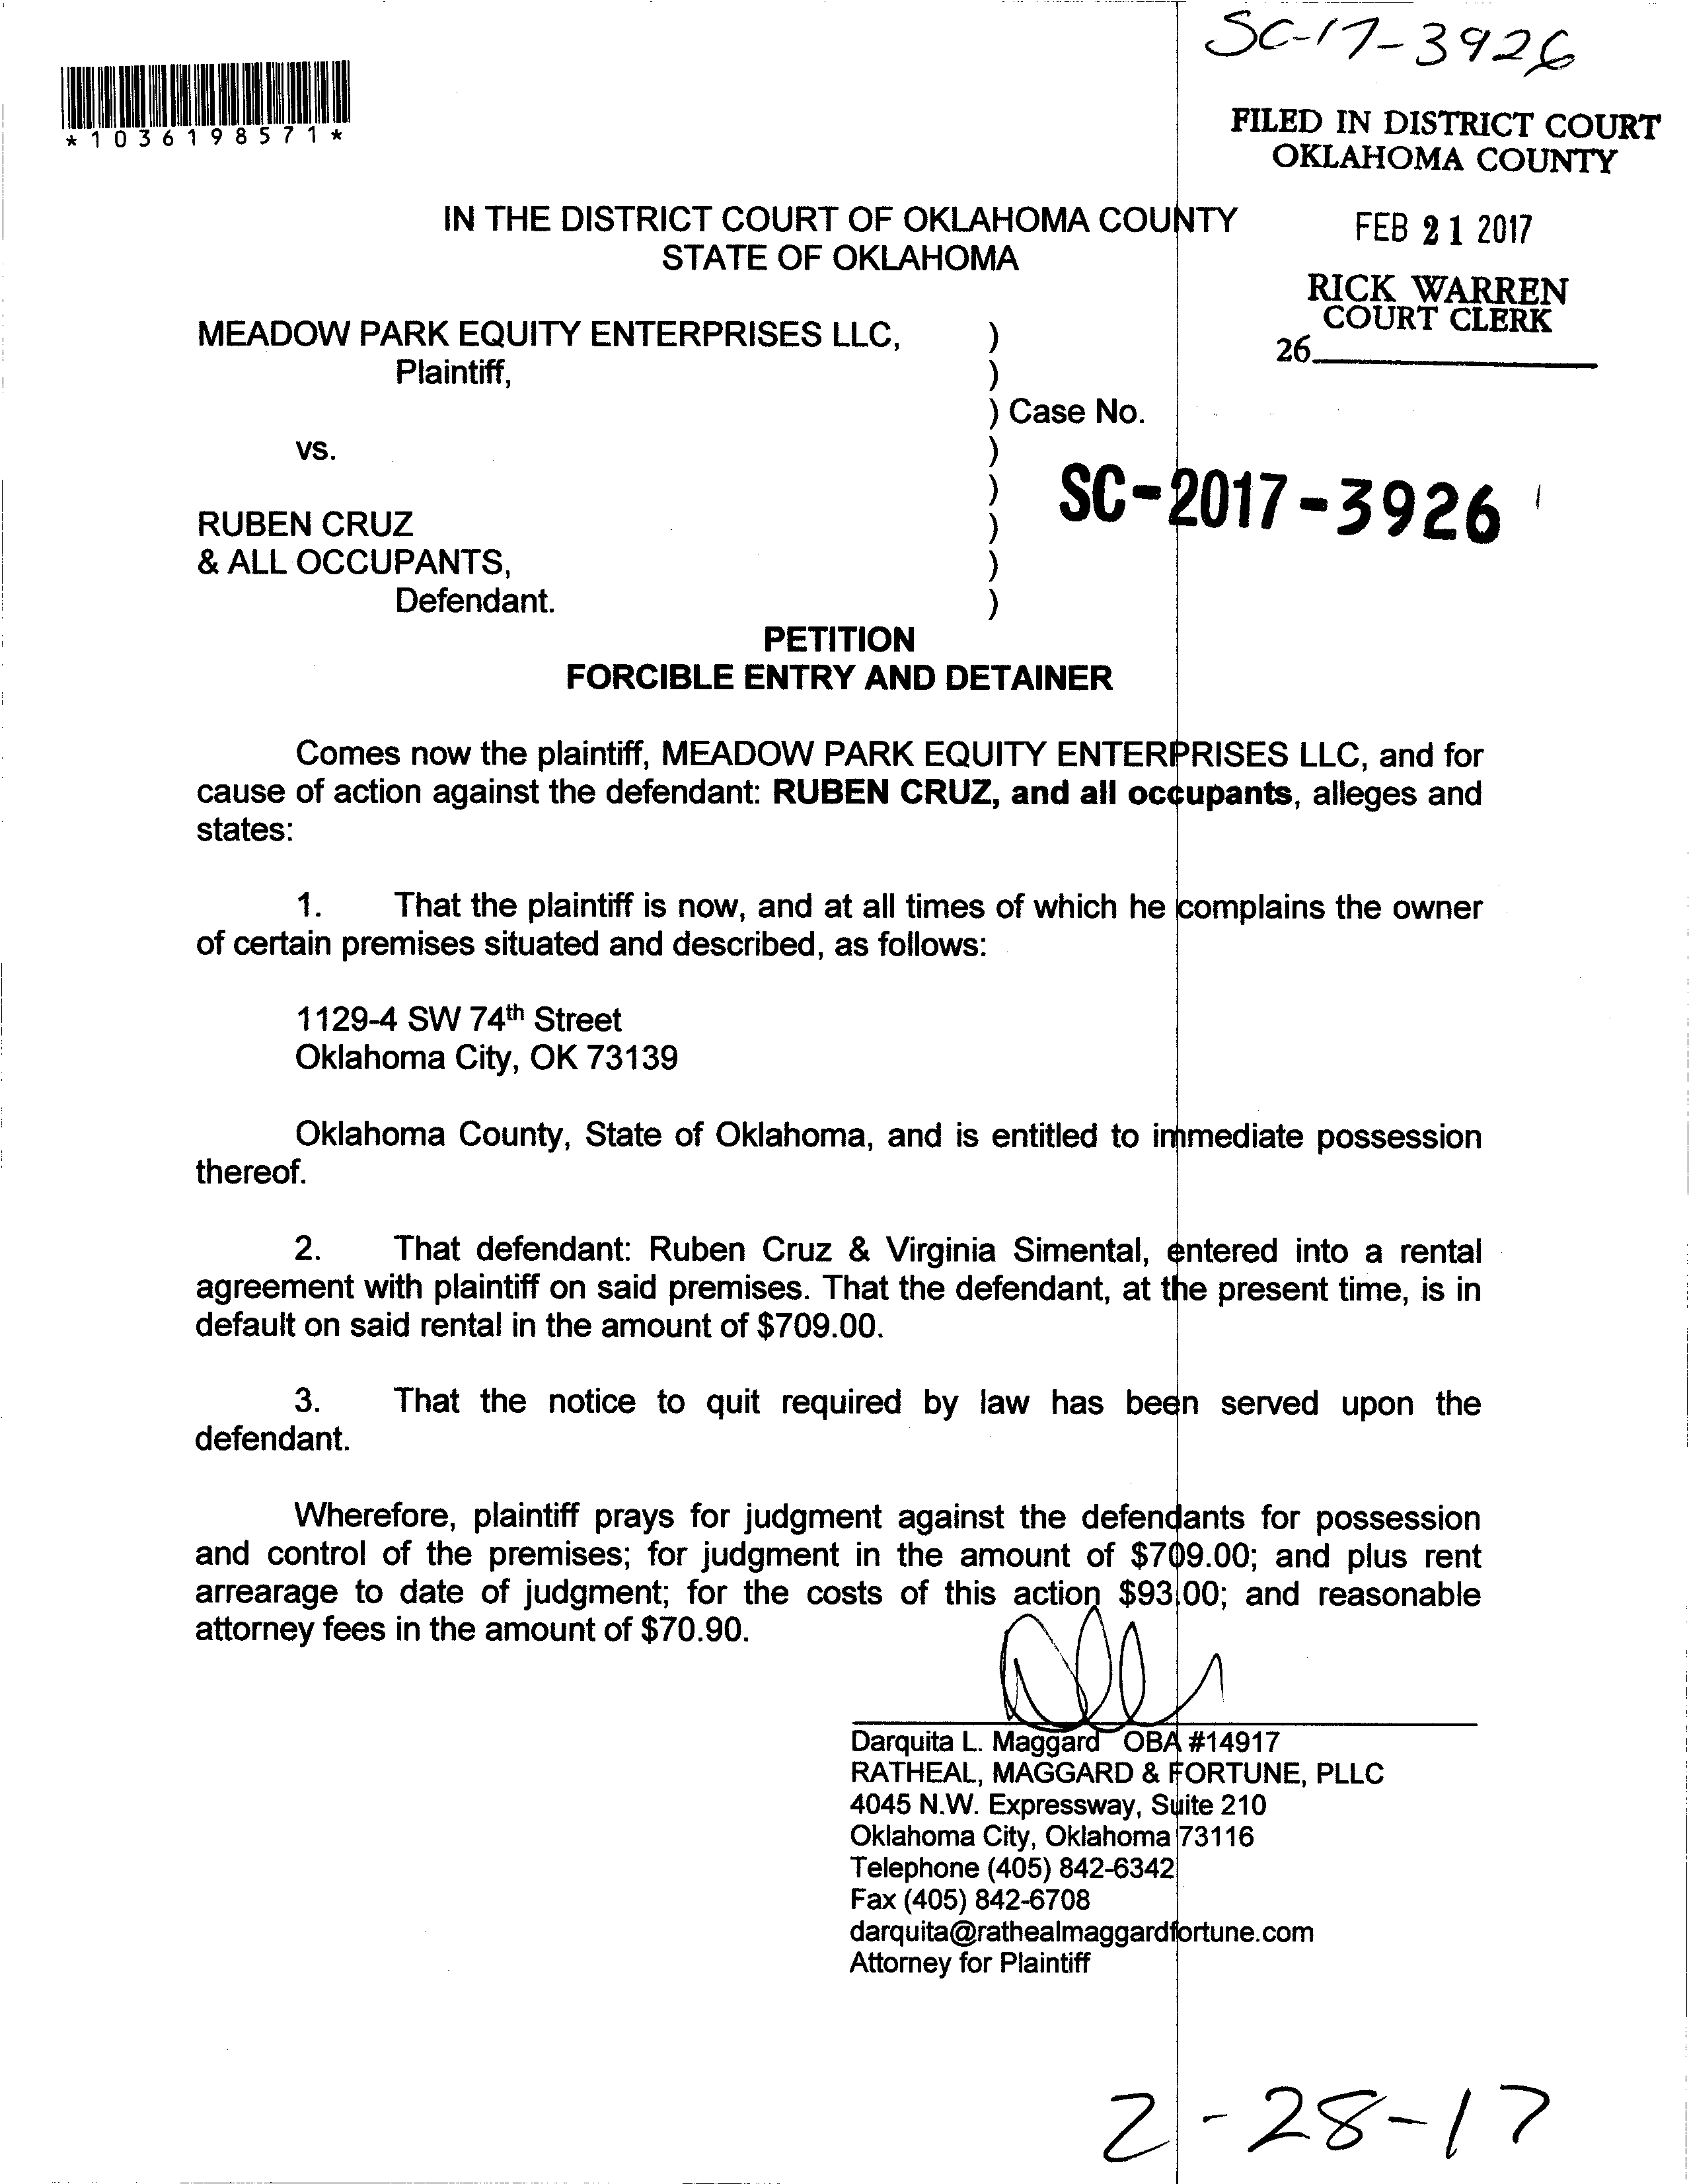 SC-17-3926
*1036198571*
FILED IN DISTRICT COURT
OKLAHOMA COUNTY
FEB 21 2017
RICK WARREN
COURT CLERK
26
IN THE DISTRICT COURT OF OKLAHOMA COUNTY
STATE OF OKLAHOMA
MEADOW PARK EQUITY ENTERPRISES LLC, )
Plaintiff, )
) Case No.
vs. )
) SC-2017-3926
RUBEN CRUZ )
& ALL OCCUPANTS, )
Defendant. )
PETITION
FORCIBLE ENTRY AND DETAINER
Comes now the plaintiff, MEADOW PARK EQUITY ENTERPRISES LLC, and for
cause of action against the defendant: RUBEN CRUZ, and all occupants, alleges and
states:
1. That the plaintiff is now, and at all times of which he complains the owner
of certain premises situated and described, as follows:
1129-4 SW 74th Street
Oklahoma City, OK 73139
Oklahoma County, State of Oklahoma, and is entitled to immediate possession
thereof.
2. That defendant: Ruben Cruz & Virginia Simental, entered into a rental
agreement with plaintiff on said premises. That the defendant, at the present time, is in
default on said rental in the amount of $709.00.
3. That the notice to quit required by law has been served upon the
defendant.
Wherefore, plaintiff prays for judgment against the defendants for possession
and control of the premises; for judgment in the amount of $709.00; and plus rent
arrearage to date of judgment; for the costs of this action $93.00; and reasonable
attorney fees in the amount of $70.90.
Darquita L. Maggard OBA #14917
RATHEAL, MAGGARD & FORTUNE, PLLC
4045 N.W. Expressway, Suite 210
Oklahoma City, Oklahoma 73116
Telephone (405) 842-6342
Fax (405) 842-6708
darquita@rathealmaggardfortune.com
Attorney for Plaintiff
2-28-17